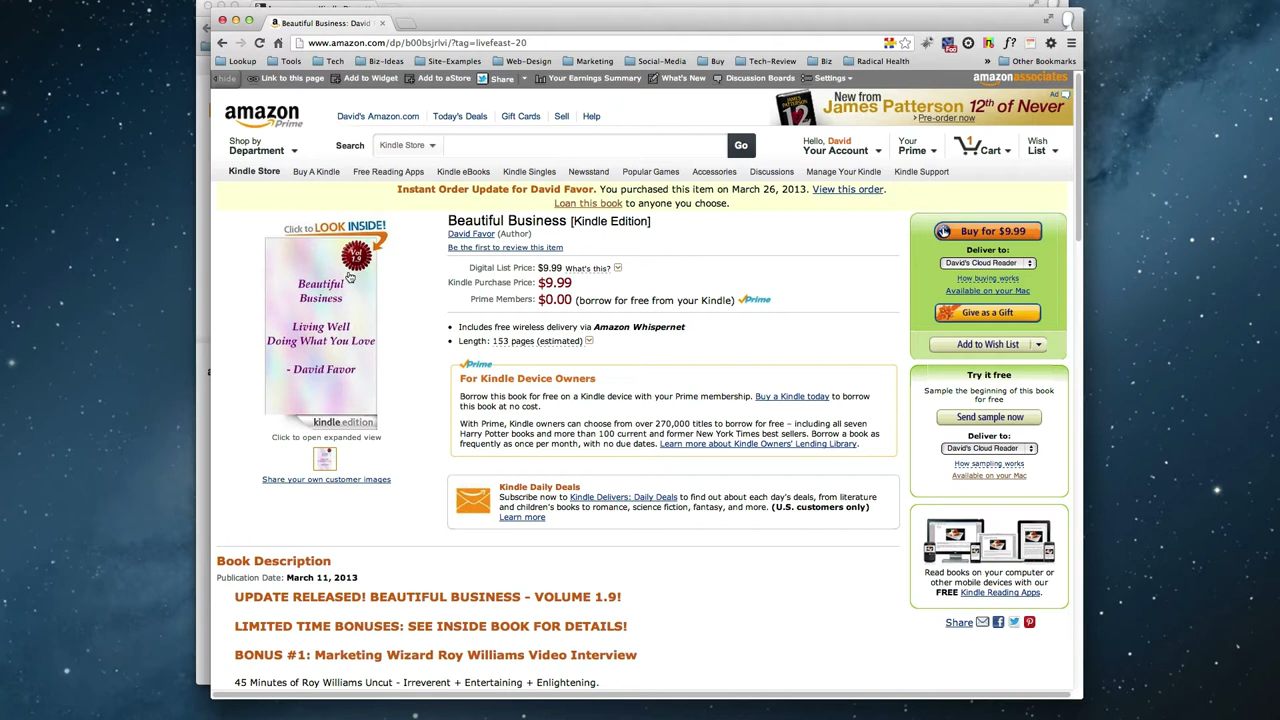 Beautiful Business: David
www.amazon.com/dp/b00bsjrlvi/?tag=livefeast-20
Lookup Tools Tech Biz-Ideas Site-Examples Web-Design Marketing Social-Media Buy Tech-Review Biz Radical Health » Other Bookmarks
hide Link to this page Add to Widget Add to eStore Share Your Earnings Summary What's New Discussion Boards Settings amazonassociates
amazon Prime
David's Amazon.com Today's Deals Gift Cards Sell Help
New from James Patterson 12th of Never
Pre-order now
Ad
Shop by Department
Search Kindle Store Go
Hello, David Your Account
Your Prime
1 Cart
Wish List
Kindle Store Buy A Kindle Free Reading Apps Kindle eBooks Kindle Singles Newsstand Popular Games Accessories Discussions Manage Your Kindle Kindle Support
Instant Order Update for David Favor. You purchased this item on March 26, 2013. View this order.
Loan this book to anyone you choose.
Click to LOOK INSIDE!
Vol 1.9
Beautiful
Business
Living Well
Doing What You Love
- David Favor
kindle edition
Click to open expanded view
Share your own customer images
Beautiful Business [Kindle Edition]
David Favor (Author)
Be the first to review this item
Digital List Price: $9.99 What's this?
Kindle Purchase Price: $9.99
Prime Members: $0.00 (borrow for free from your Kindle) Prime
• Includes free wireless delivery via Amazon Whispernet
• Length: 153 pages (estimated)
Prime
For Kindle Device Owners
Borrow this book for free on a Kindle device with your Prime membership. Buy a Kindle today to borrow
this book at no cost.
With Prime, Kindle owners can choose from over 270,000 titles to borrow for free – including all seven
Harry Potter books and more than 100 current and former New York Times best sellers. Borrow a book as
frequently as once per month, with no due dates. Learn more about Kindle Owners' Lending Library.
Kindle Daily Deals
Subscribe now to Kindle Delivers: Daily Deals to find out about each day's deals, from literature
and children's books to romance, science fiction, fantasy, and more. (U.S. customers only)
Learn more
Buy for $9.99
Deliver to:
David's Cloud Reader
How buying works
Available on your Mac
Give as a Gift
Add to Wish List
Try it free
Sample the beginning of this book
for free
Send sample now
Deliver to:
David's Cloud Reader
How sampling works
Available on your Mac
Read books on your computer or
other mobile devices with our
FREE Kindle Reading Apps.
Share
Book Description
Publication Date: March 11, 2013
UPDATE RELEASED! BEAUTIFUL BUSINESS - VOLUME 1.9!
LIMITED TIME BONUSES: SEE INSIDE BOOK FOR DETAILS!
BONUS #1: Marketing Wizard Roy Williams Video Interview
45 Minutes of Roy Williams Uncut - Irreverent + Entertaining + Enlightening.